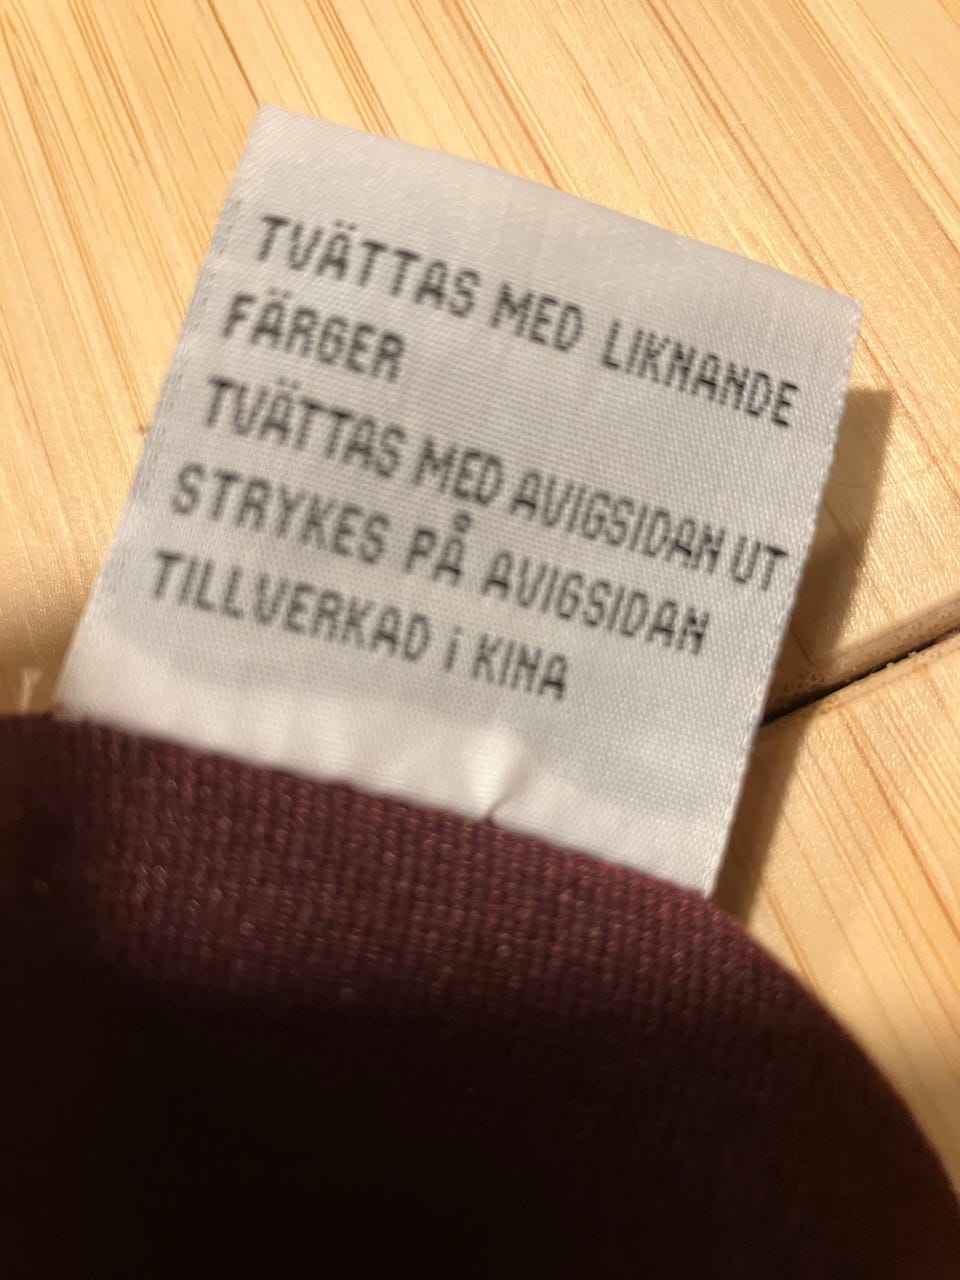 TVÄTTAS MED LIKNANDE
FÄRGER
TVÄTTAS MED AVIGSIDAN UT
STRYKES PÅ AVIGSIDAN
TILLVERKAD i KINA